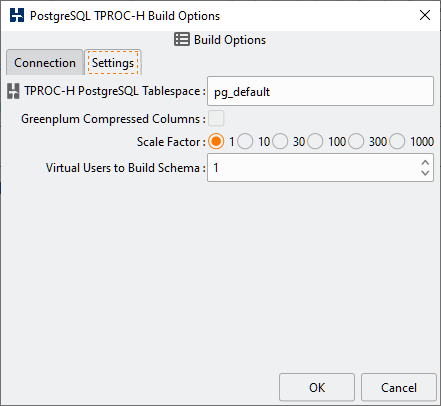 PostgreSQL TPROC-H Build Options
Build Options
Connection Settings
TPROC-H PostgreSQL Tablespace : pg_default
Greenplum Compressed Columns :
Scale Factor : 1 10 30 100 300 1000
Virtual Users to Build Schema : 1
OK Cancel